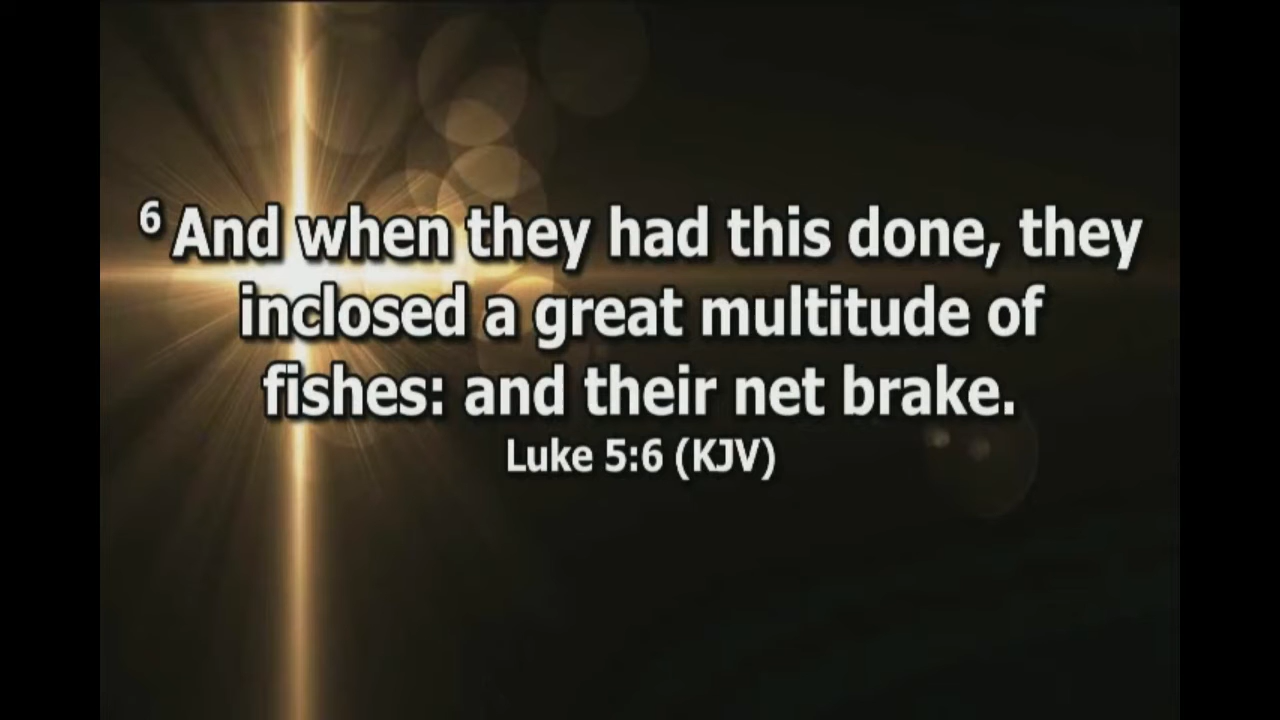 6 And when they had this done, they
inclosed a great multitude of
fishes: and their net brake.
Luke 5:6 (KJV)